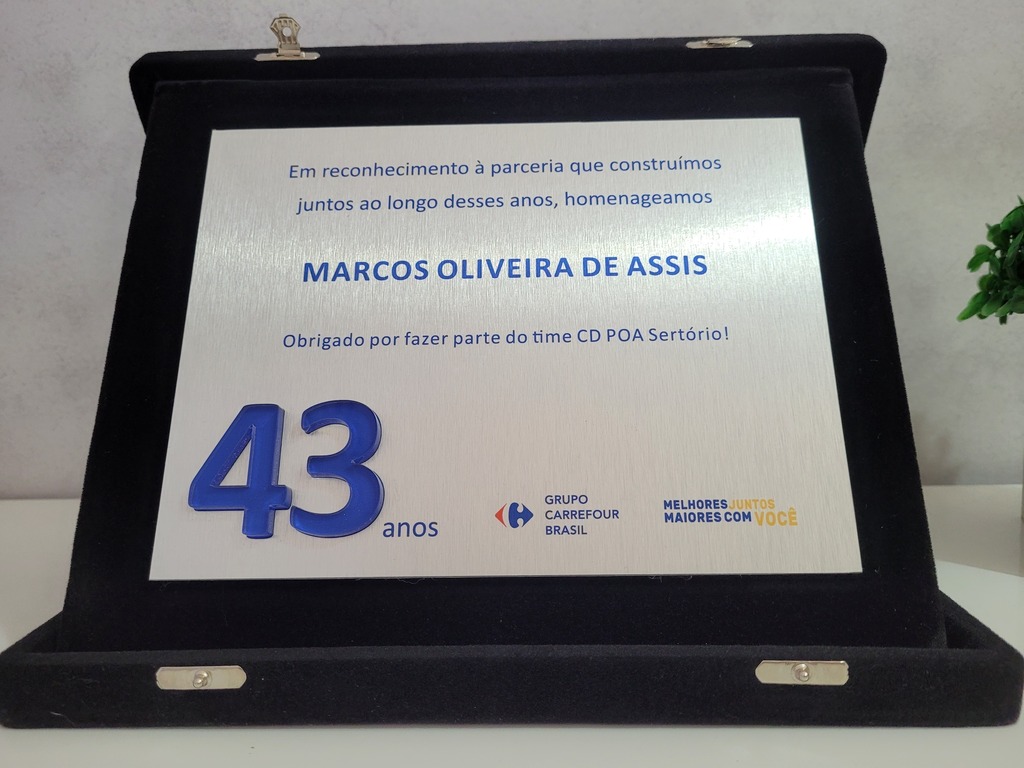 Em reconhecimento à parceria que construímos
juntos ao longo desses anos, homenageamos
MARCOS OLIVEIRA DE ASSIS
Obrigado por fazer parte do time CD POA Sertório!
43 anos
GRUPO
CARREFOUR
BRASIL
MELHORES JUNTOS
MAIORES COM VOCÊ